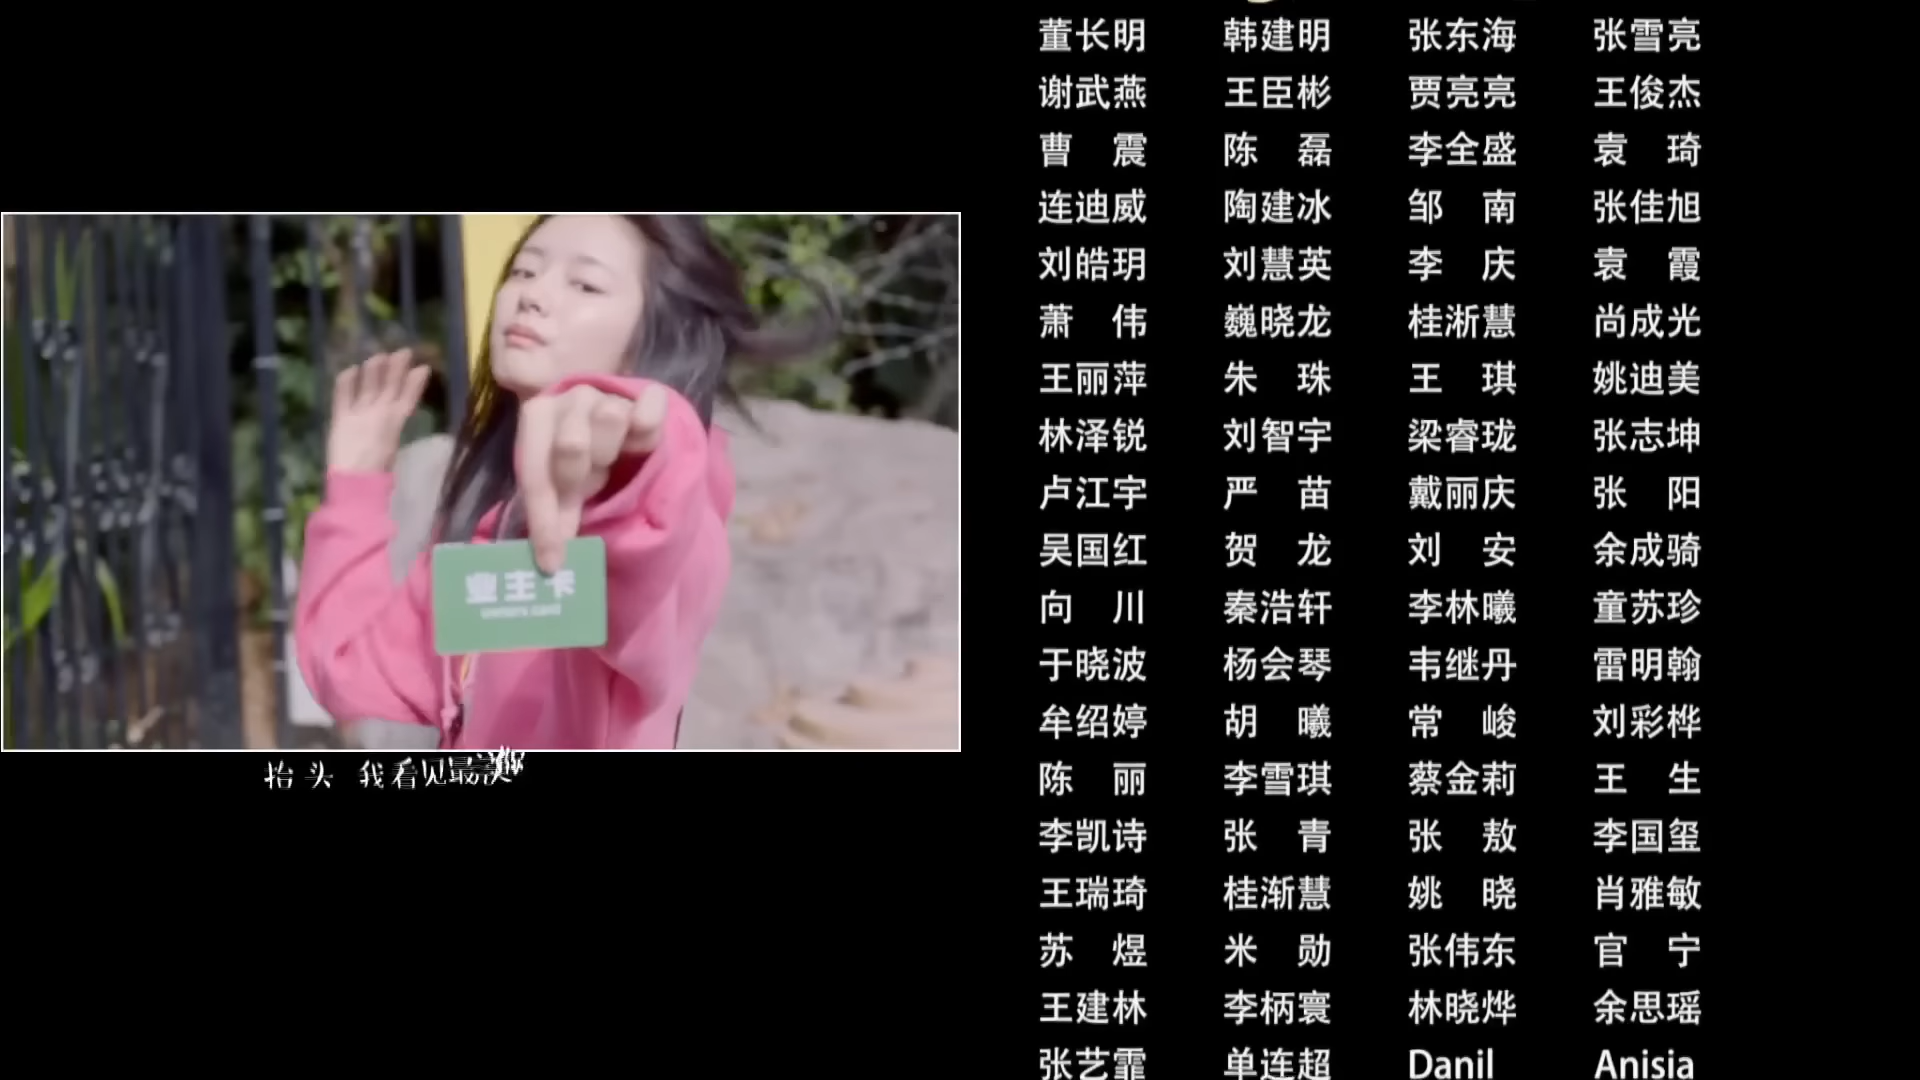 业主卡
抬头 我看见最
董长明 韩建明 张东海 张雪亮
谢武燕 王臣彬 贾亮亮 王俊杰
曹 震 陈 磊 李全盛 袁 琦
连迪威 陶建冰 邹 南 张佳旭
刘皓玥 刘慧英 李 庆 袁 霞
萧 伟 巍晓龙 桂淅慧 尚成光
王丽萍 朱 珠 王 琪 姚迪美
林泽锐 刘智宇 梁睿珑 张志坤
卢江宇 严 苗 戴丽庆 张 阳
吴国红 贺 龙 刘 安 余成骑
向 川 秦浩轩 李林曦 童苏珍
于晓波 杨会琴 韦继丹 雷明翰
牟绍婷 胡 曦 常 峻 刘彩桦
陈 丽 李雪琪 蔡金莉 王 生
李凯诗 张 青 张 敖 李国玺
王瑞琦 桂渐慧 姚 晓 肖雅敏
苏 煜 米 勋 张伟东 官 宁
王建林 李柄寰 林晓烨 余思瑶
张艺霏 单连超 Danil Anisia